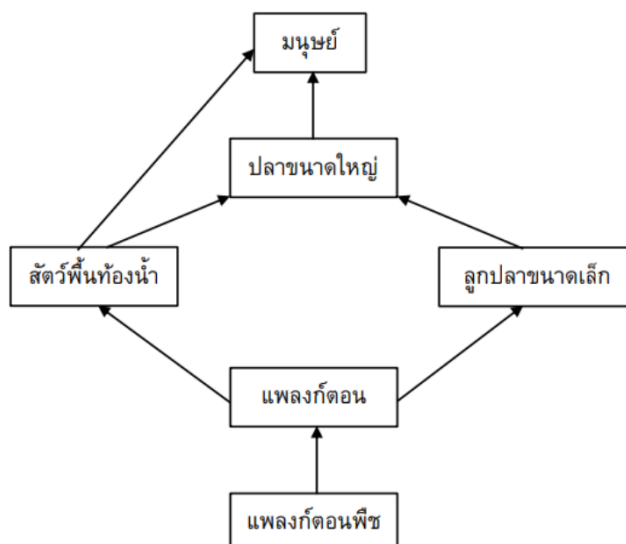 มนุษย์
ปลาขนาดใหญ่
สัตว์พื้นท้องน้ำ
ลูกปลาขนาดเล็ก
แพลงก์ตอน
แพลงก์ตอนพืช